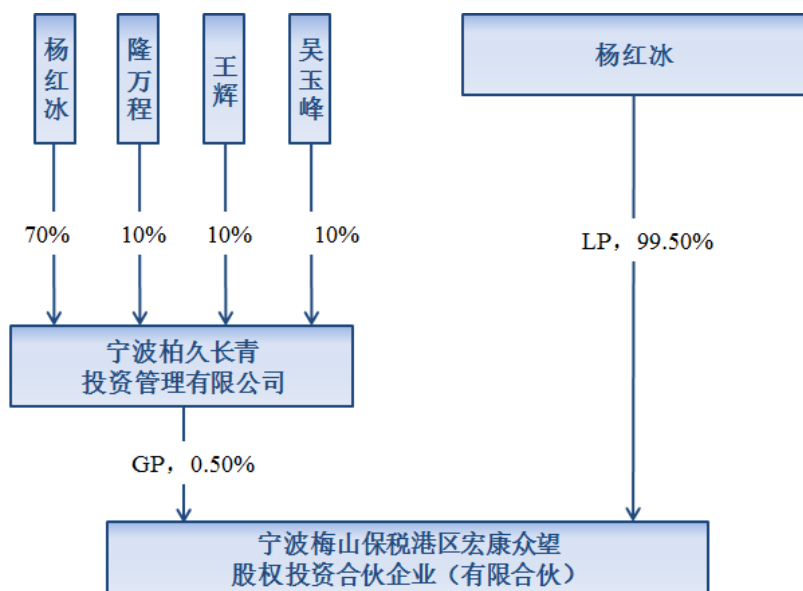 杨红冰
隆万程
王辉
吴玉峰
杨红冰
70%
10%
10%
10%
LP，99.50%
宁波柏久长青
投资管理有限公司
GP，0.50%
宁波梅山保税港区宏康众望
股权投资合伙企业（有限合伙）